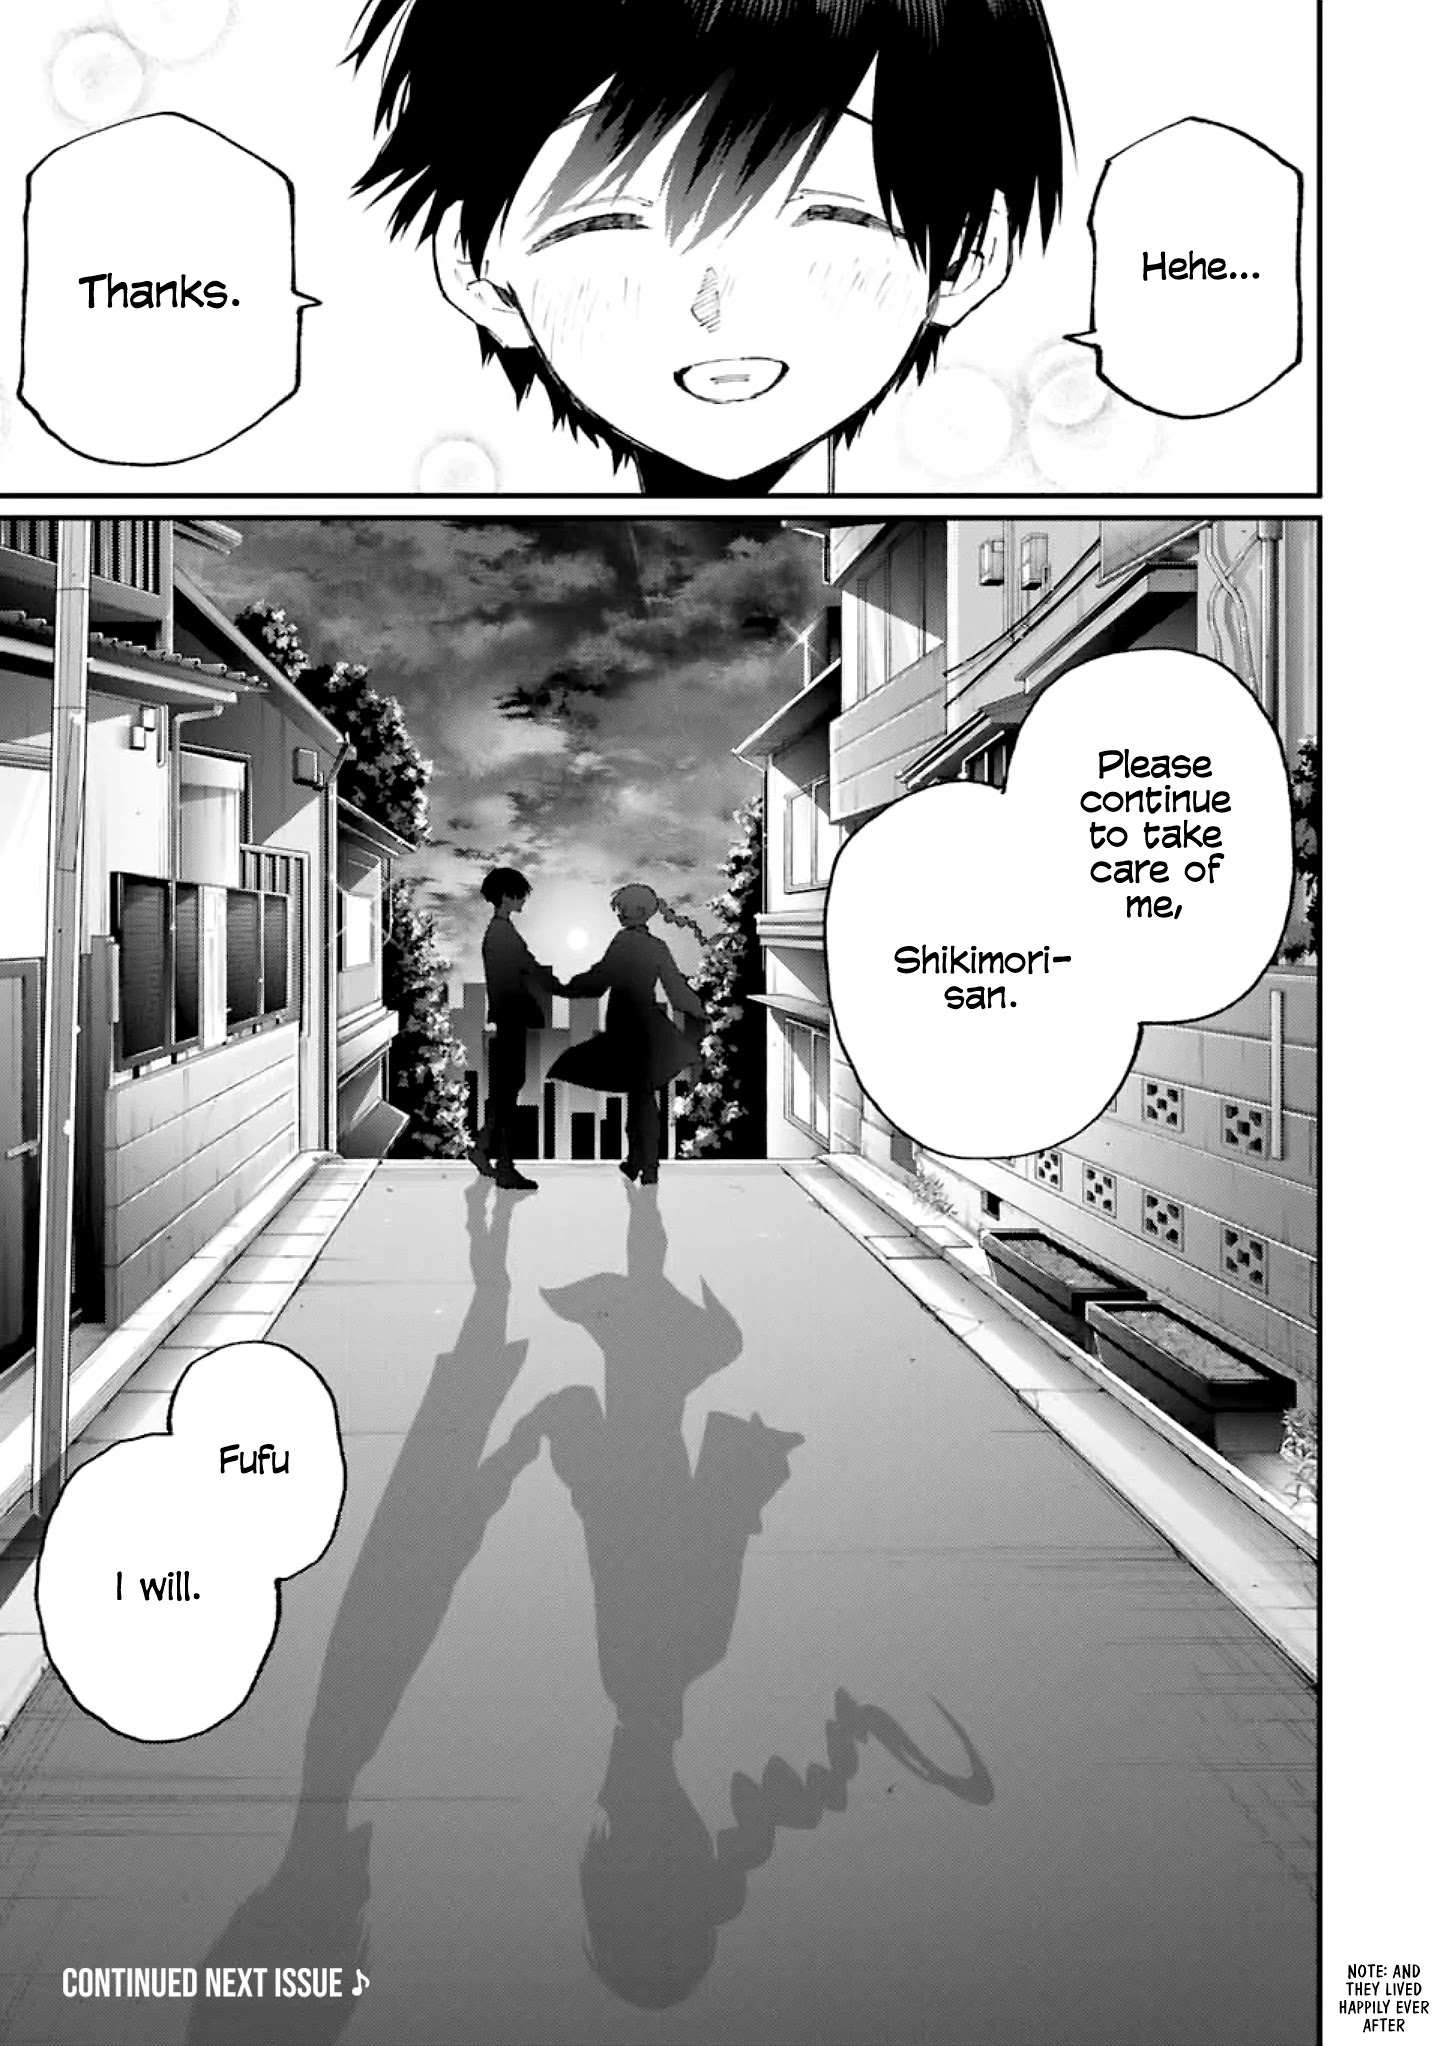 Hehe...
Thanks.
Please
continue
to take
care of
me,
Shikimori-
san.
Fufu
I will.
CONTINUED NEXT ISSUE ♪
NOTE: AND
THEY LIVED
HAPPILY EVER
AFTER